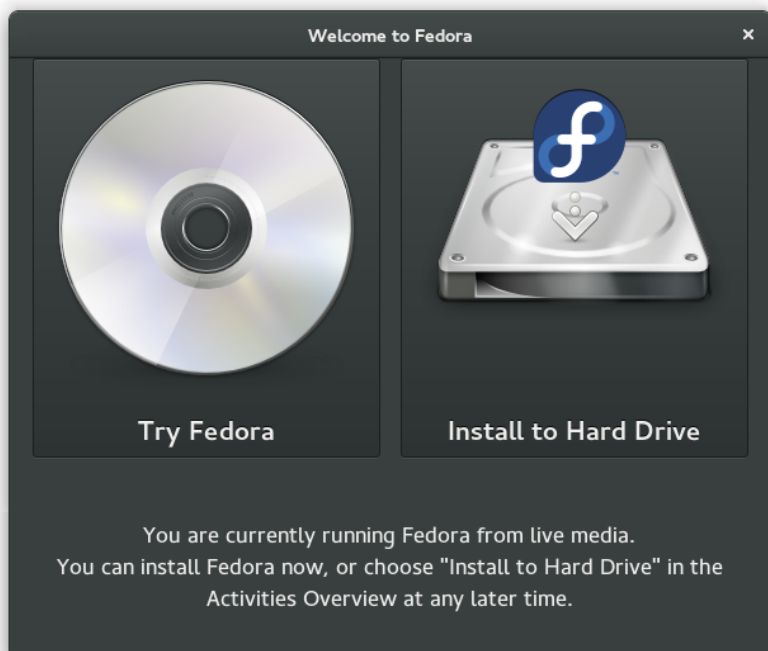 Welcome to Fedora
Try Fedora
Install to Hard Drive
You are currently running Fedora from live media.
You can install Fedora now, or choose "Install to Hard Drive" in the
Activities Overview at any later time.